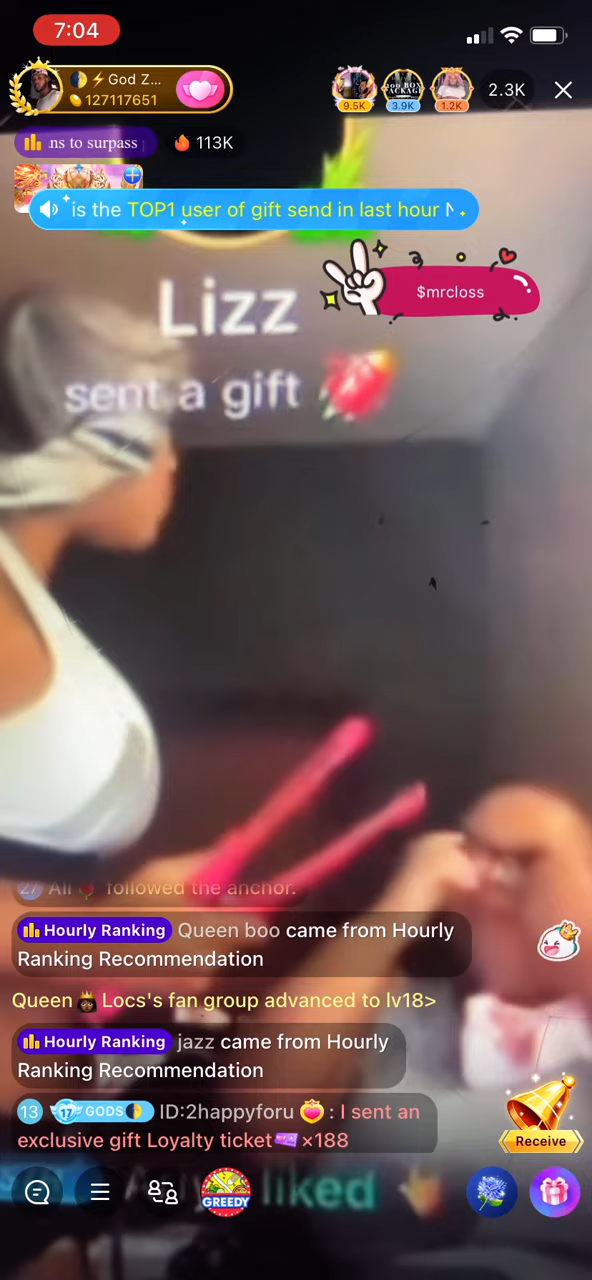 7:04
God Z...
127117651
9.5K
3.9K
1.2K
2.3K
ns to surpass
113K
is the TOP1 user of gift send in last hour
$mrcloss
Lizz
sent a gift
27 All followed the anchor.
Hourly Ranking Queen boo came from Hourly
Ranking Recommendation
Queen Locs's fan group advanced to lv18>
Hourly Ranking jazz came from Hourly
Ranking Recommendation
13 17 GODS ID:2happyforu : I sent an
exclusive gift Loyalty ticket ×188
Receive
GREEDY
liked